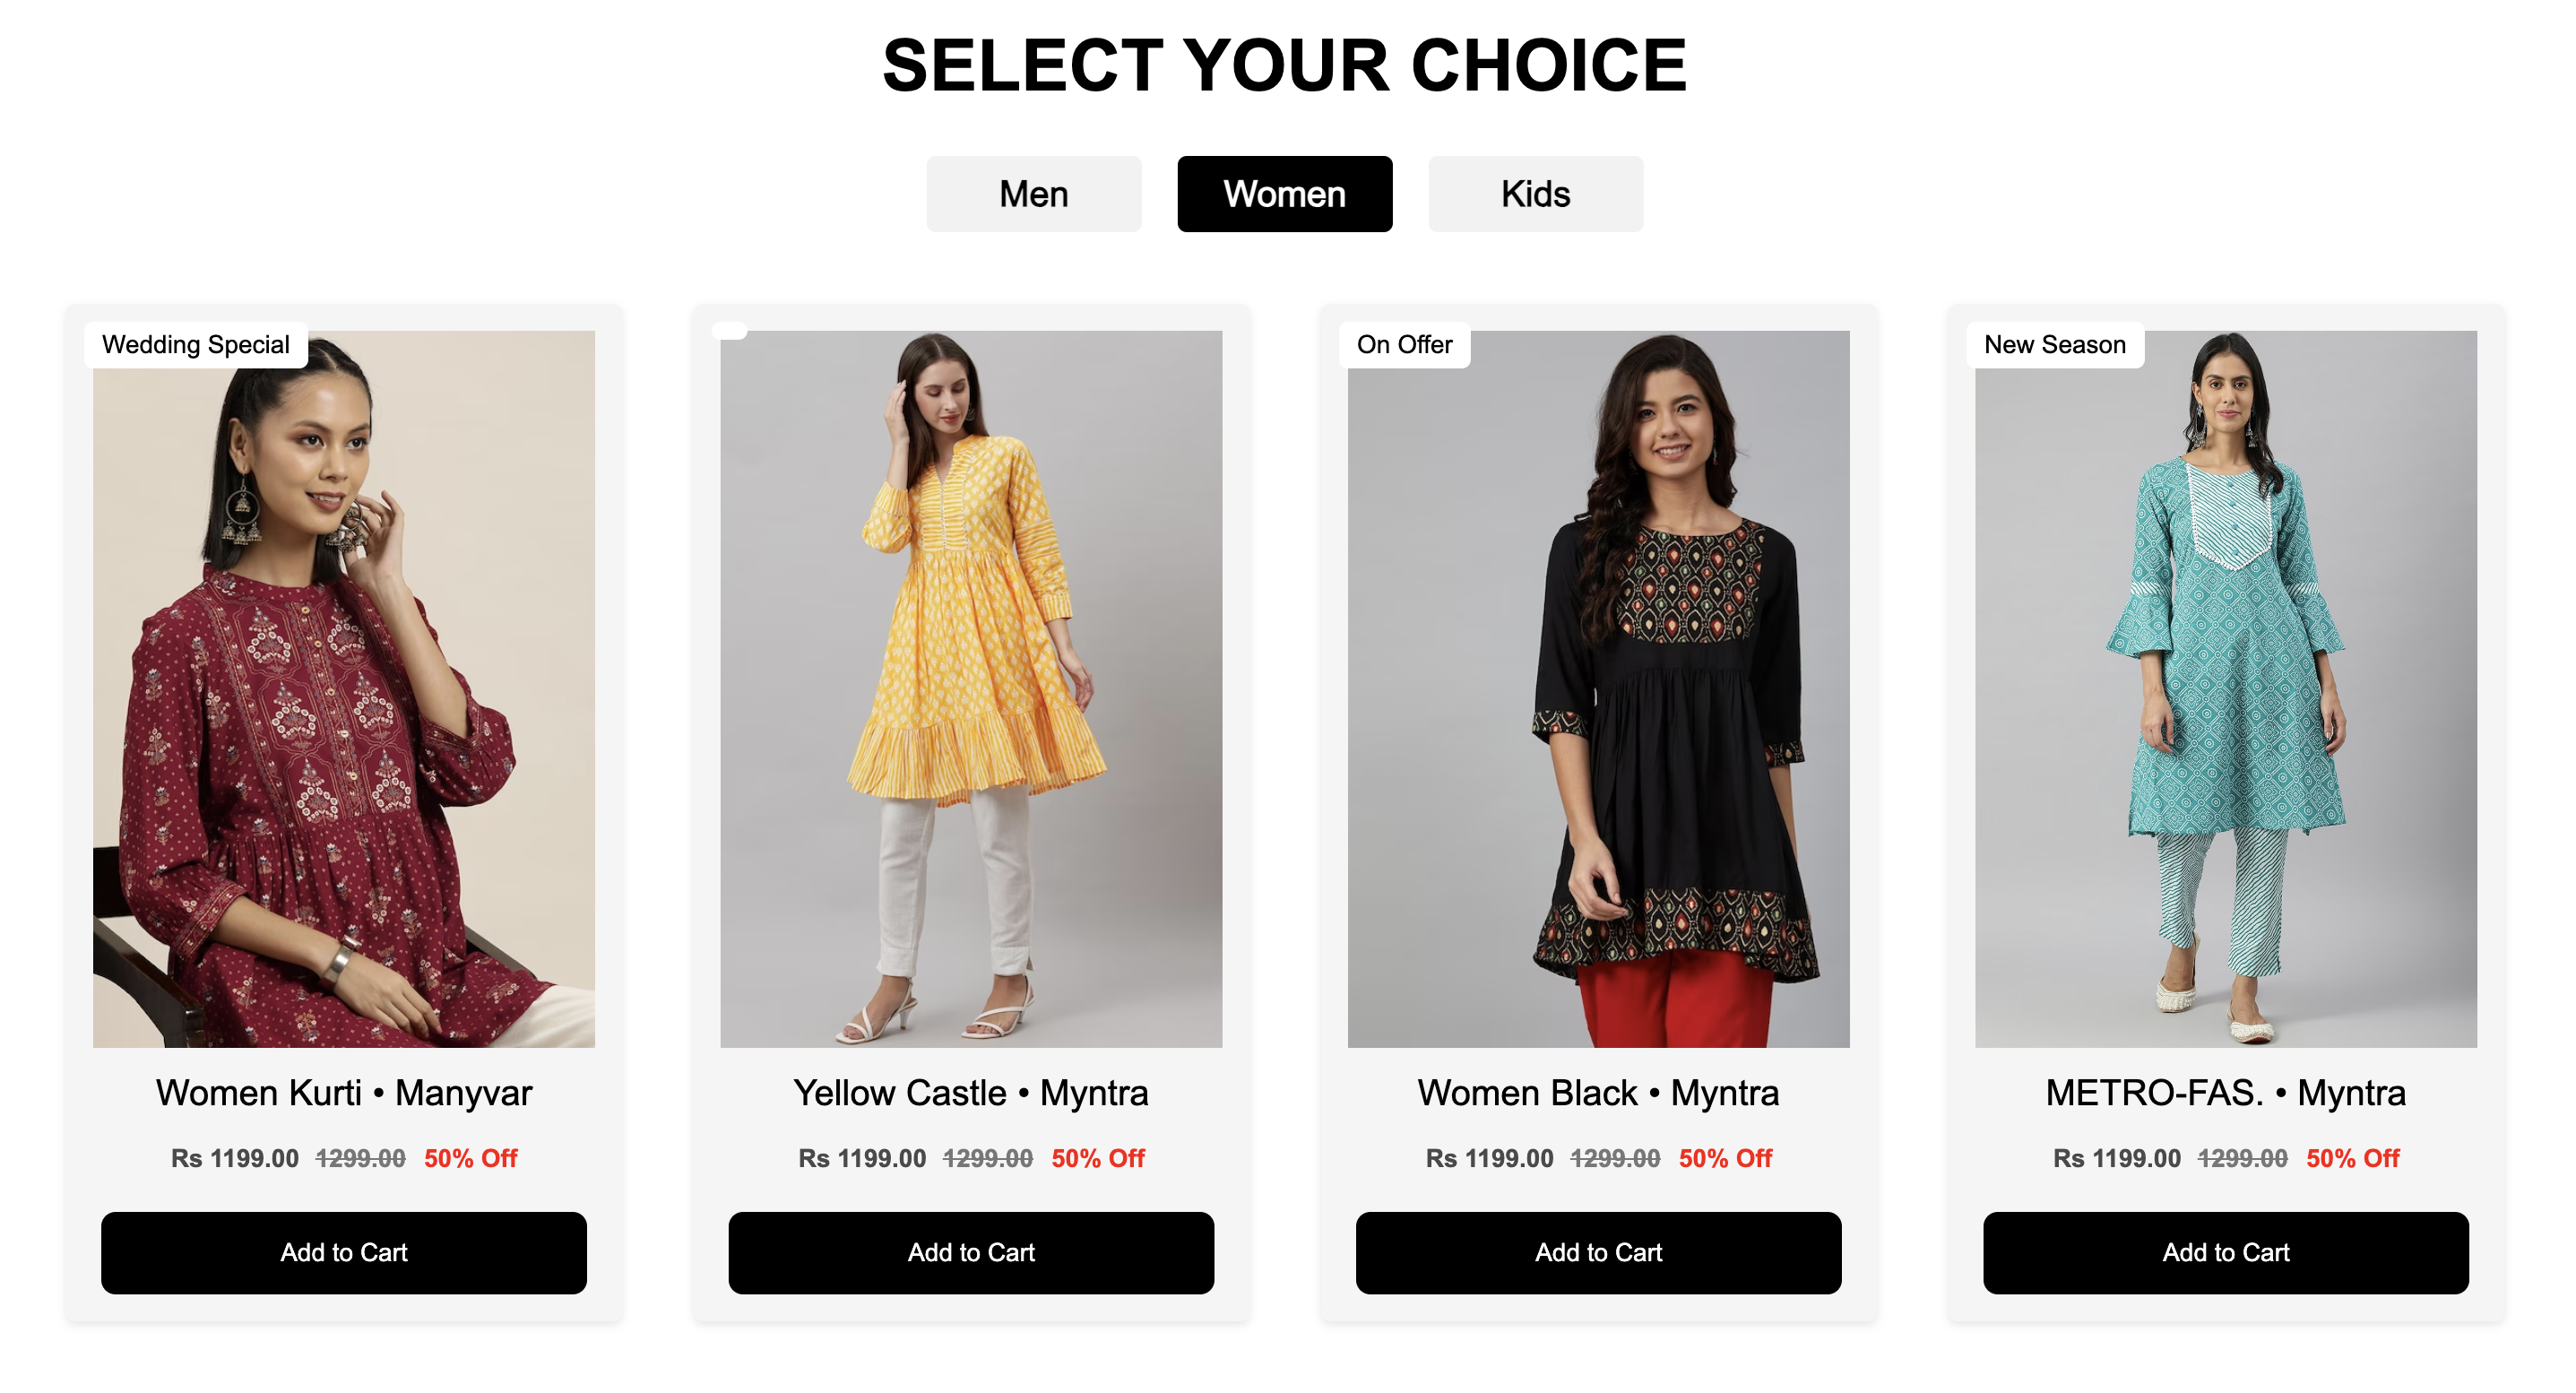 SELECT YOUR CHOICE
Men Women Kids
Wedding Special
Women Kurti • Manyvar
Rs 1199.00 1299.00 50% Off
Add to Cart
Yellow Castle • Myntra
Rs 1199.00 1299.00 50% Off
Add to Cart
On Offer
Women Black • Myntra
Rs 1199.00 1299.00 50% Off
Add to Cart
New Season
METRO-FAS. • Myntra
Rs 1199.00 1299.00 50% Off
Add to Cart